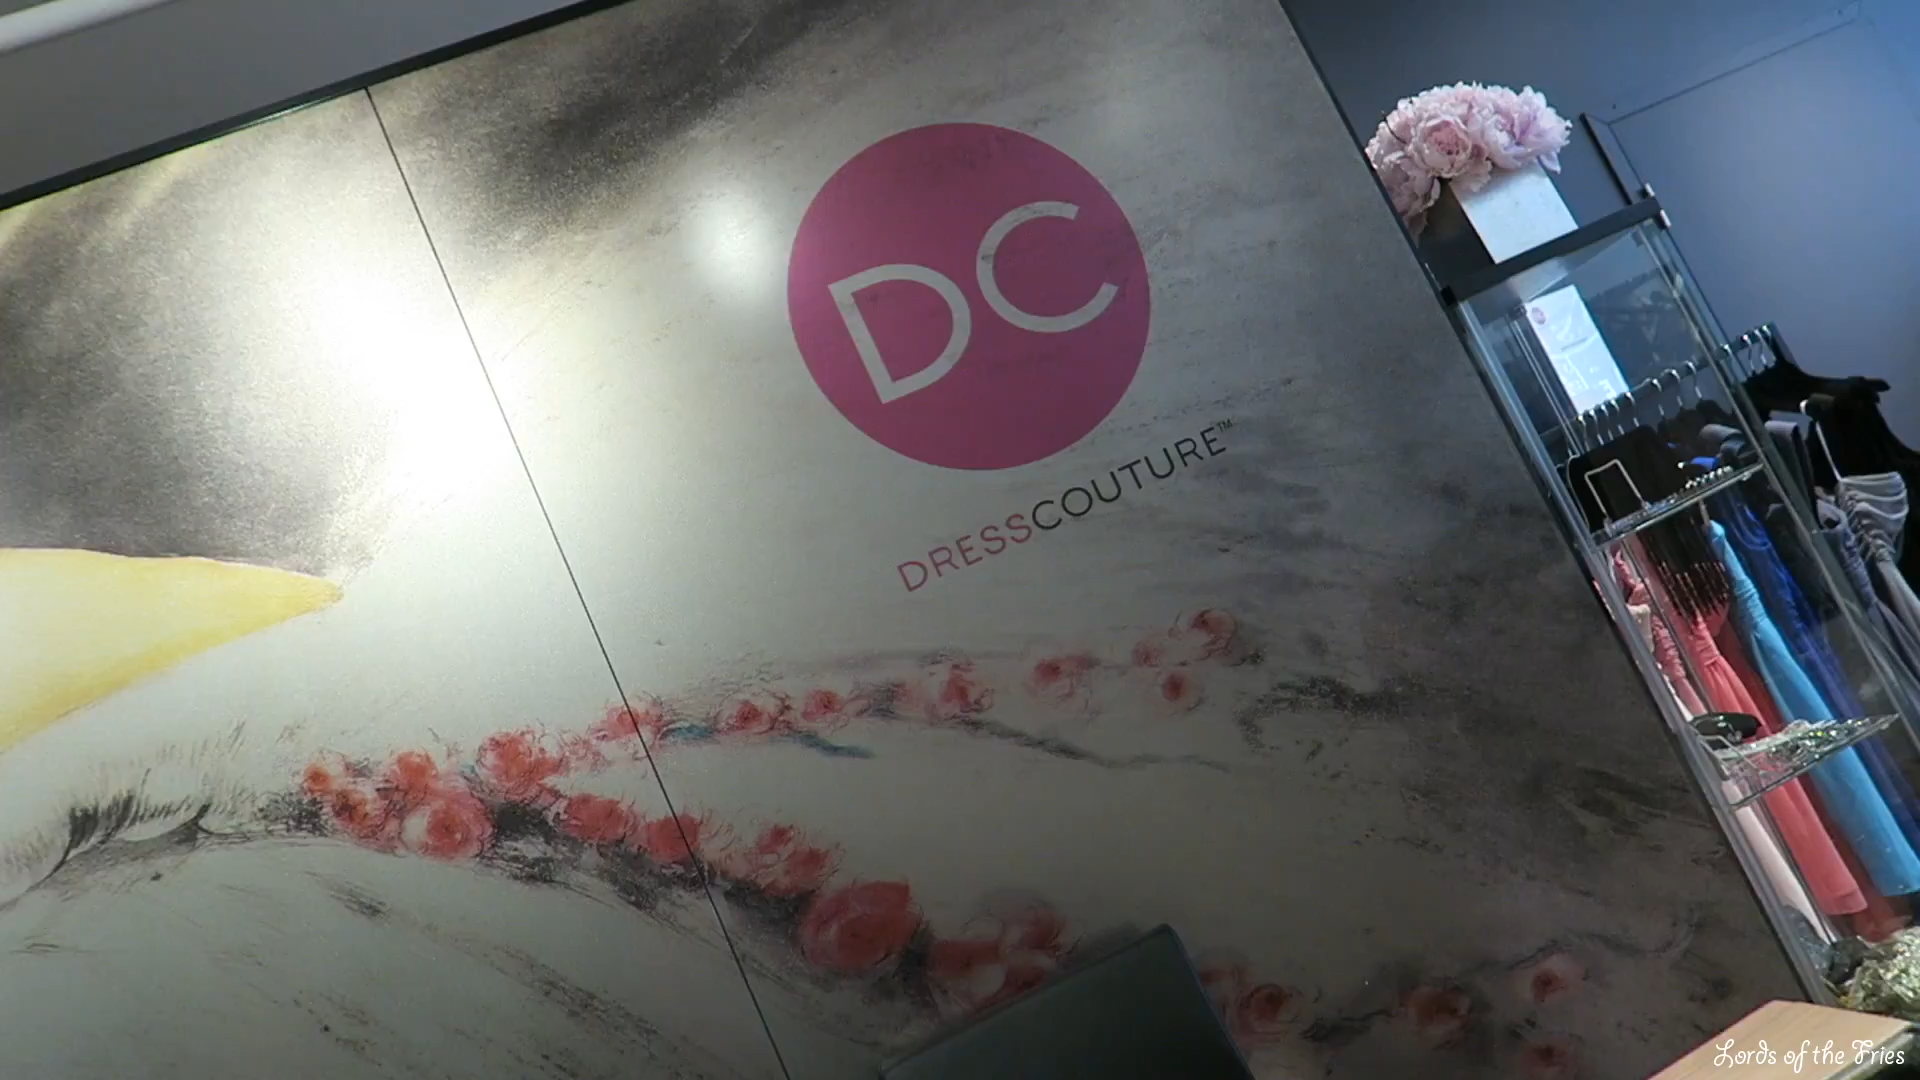 DC
DRESSCOUTURE™
Lords of the Fries